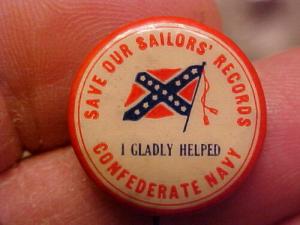 SAVE OUR SAILORS' RECORDS
I GLADLY HELPED
CONFEDERATE NAVY